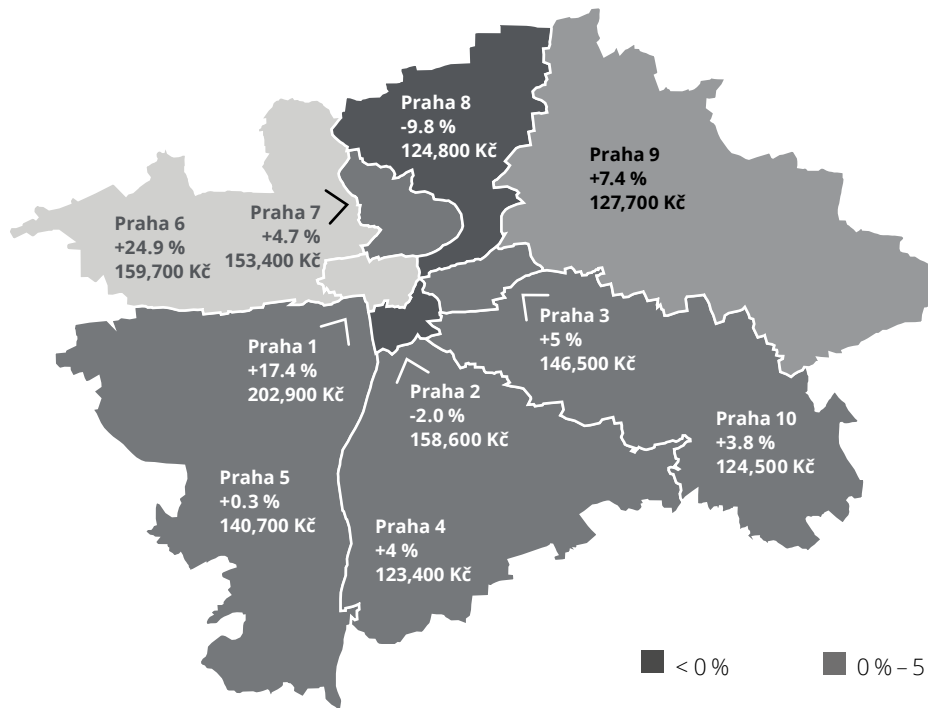 Praha 8
-9.8 %
124,800 Kč
Praha 9
+7.4 %
127,700 Kč
Praha 7
+4.7 %
153,400 Kč
Praha 6
+24.9 %
159,700 Kč
Praha 3
+5 %
146,500 Kč
Praha 1
+17.4 %
202,900 Kč
Praha 2
-2.0 %
158,600 Kč
Praha 10
+3.8 %
124,500 Kč
Praha 5
+0.3 %
140,700 Kč
Praha 4
+4 %
123,400 Kč
< 0 %
0 % – 5